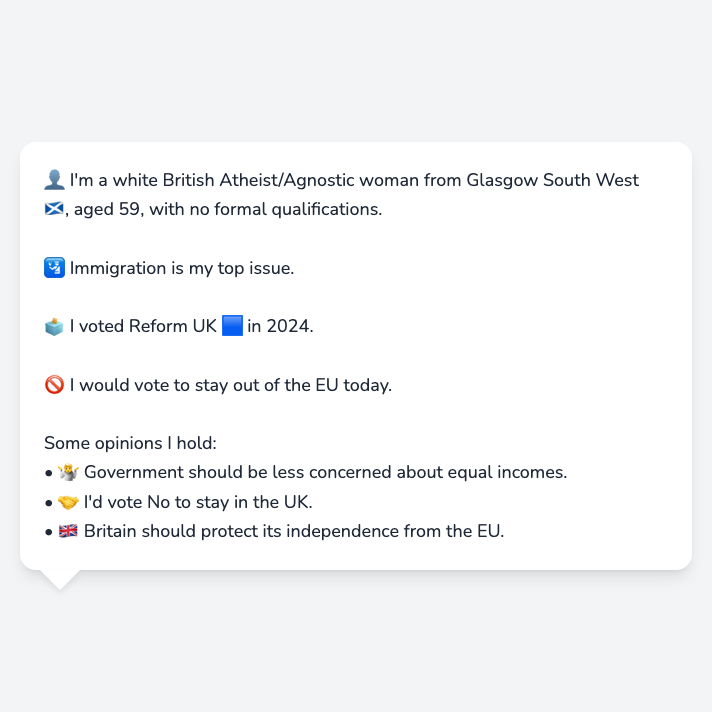 👤 I'm a white British Atheist/Agnostic woman from Glasgow South West
🏴󠁧󠁢󠁳󠁣󠁴󠁿, aged 59, with no formal qualifications.
🛂 Immigration is my top issue.
🗳️ I voted Reform UK 🟦 in 2024.
🚫 I would vote to stay out of the EU today.
Some opinions I hold:
• 🤷 Government should be less concerned about equal incomes.
• 🤝 I'd vote No to stay in the UK.
• 🇬🇧 Britain should protect its independence from the EU.